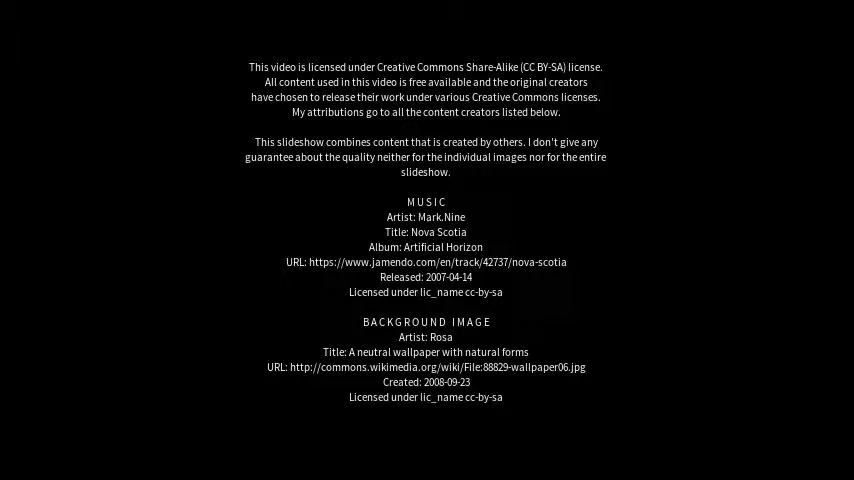 This video is licensed under Creative Commons Share-Alike (CC BY-SA) license.
All content used in this video is free available and the original creators
have chosen to release their work under various Creative Commons licenses.
My attributions go to all the content creators listed below.
This slideshow combines content that is created by others. I don't give any
guarantee about the quality neither for the individual images nor for the entire
slideshow.
MUSIC
Artist: Mark.Nine
Title: Nova Scotia
Album: Artificial Horizon
URL: https://www.jamendo.com/en/track/42737/nova-scotia
Released: 2007-04-14
Licensed under lic_name cc-by-sa
BACKGROUND IMAGE
Artist: Rosa
Title: A neutral wallpaper with natural forms
URL: http://commons.wikimedia.org/wiki/File:88829-wallpaper06.jpg
Created: 2008-09-23
Licensed under lic_name cc-by-sa